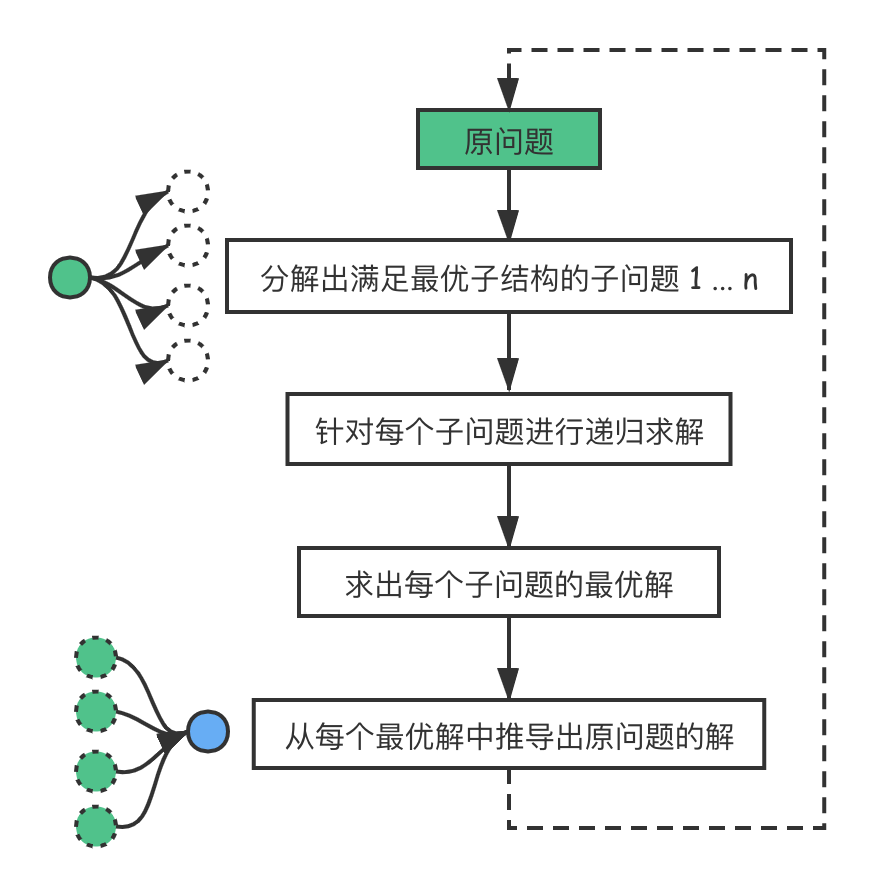 原问题
分解出满足最优子结构的子问题 1 ... n
针对每个子问题进行递归求解
求出每个子问题的最优解
从每个最优解中推导出原问题的解